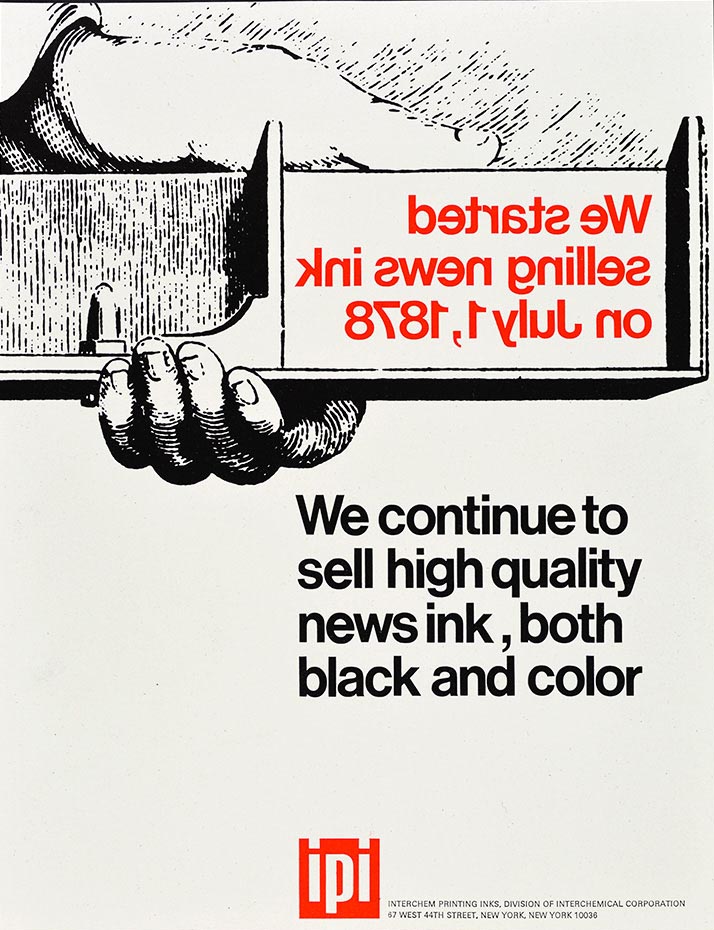 We started
selling news ink
on July 1, 1878
We continue to
sell high quality
news ink, both
black and color
ipi
INTERCHEM PRINTING INKS, DIVISION OF INTERCHEMICAL CORPORATION
67 WEST 44TH STREET, NEW YORK, NEW YORK 10036